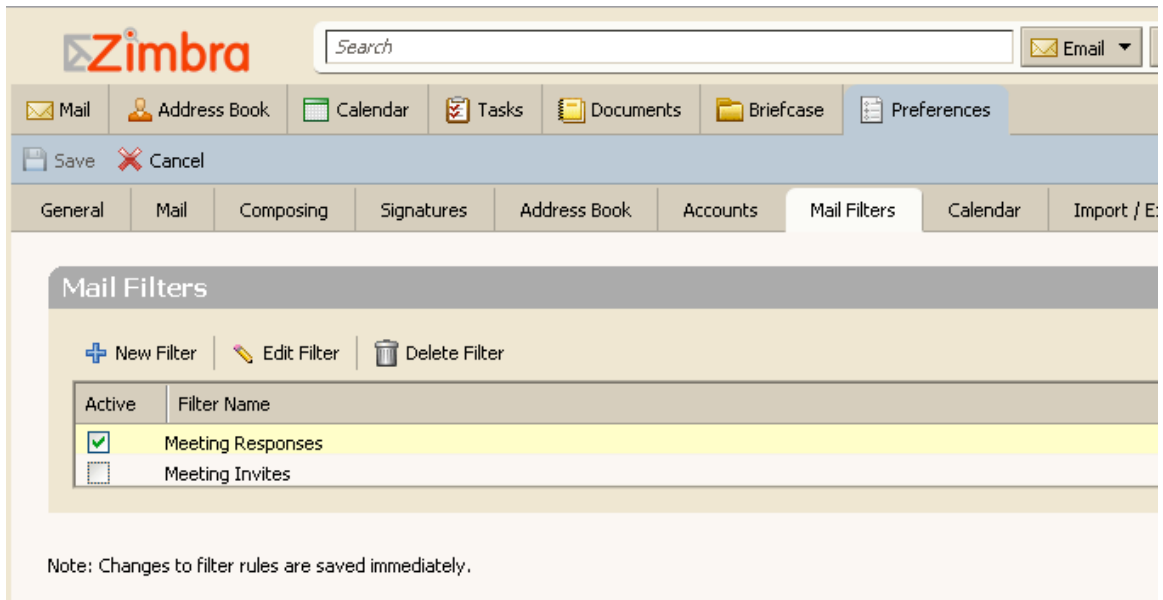 Zimbra Search Email
Mail Address Book Calendar Tasks Documents Briefcase Preferences
Save Cancel
General Mail Composing Signatures Address Book Accounts Mail Filters Calendar Import /
Mail Filters
New Filter Edit Filter Delete Filter
Active Filter Name
Meeting Responses
Meeting Invites
Note: Changes to filter rules are saved immediately.